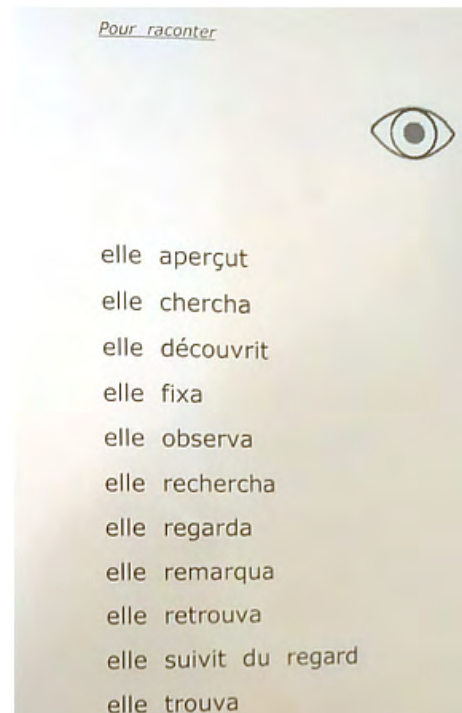 Pour raconter
elle aperçut
elle chercha
elle découvrit
elle fixa
elle observa
elle rechercha
elle regarda
elle remarqua
elle retrouva
elle suivit du regard
elle trouva